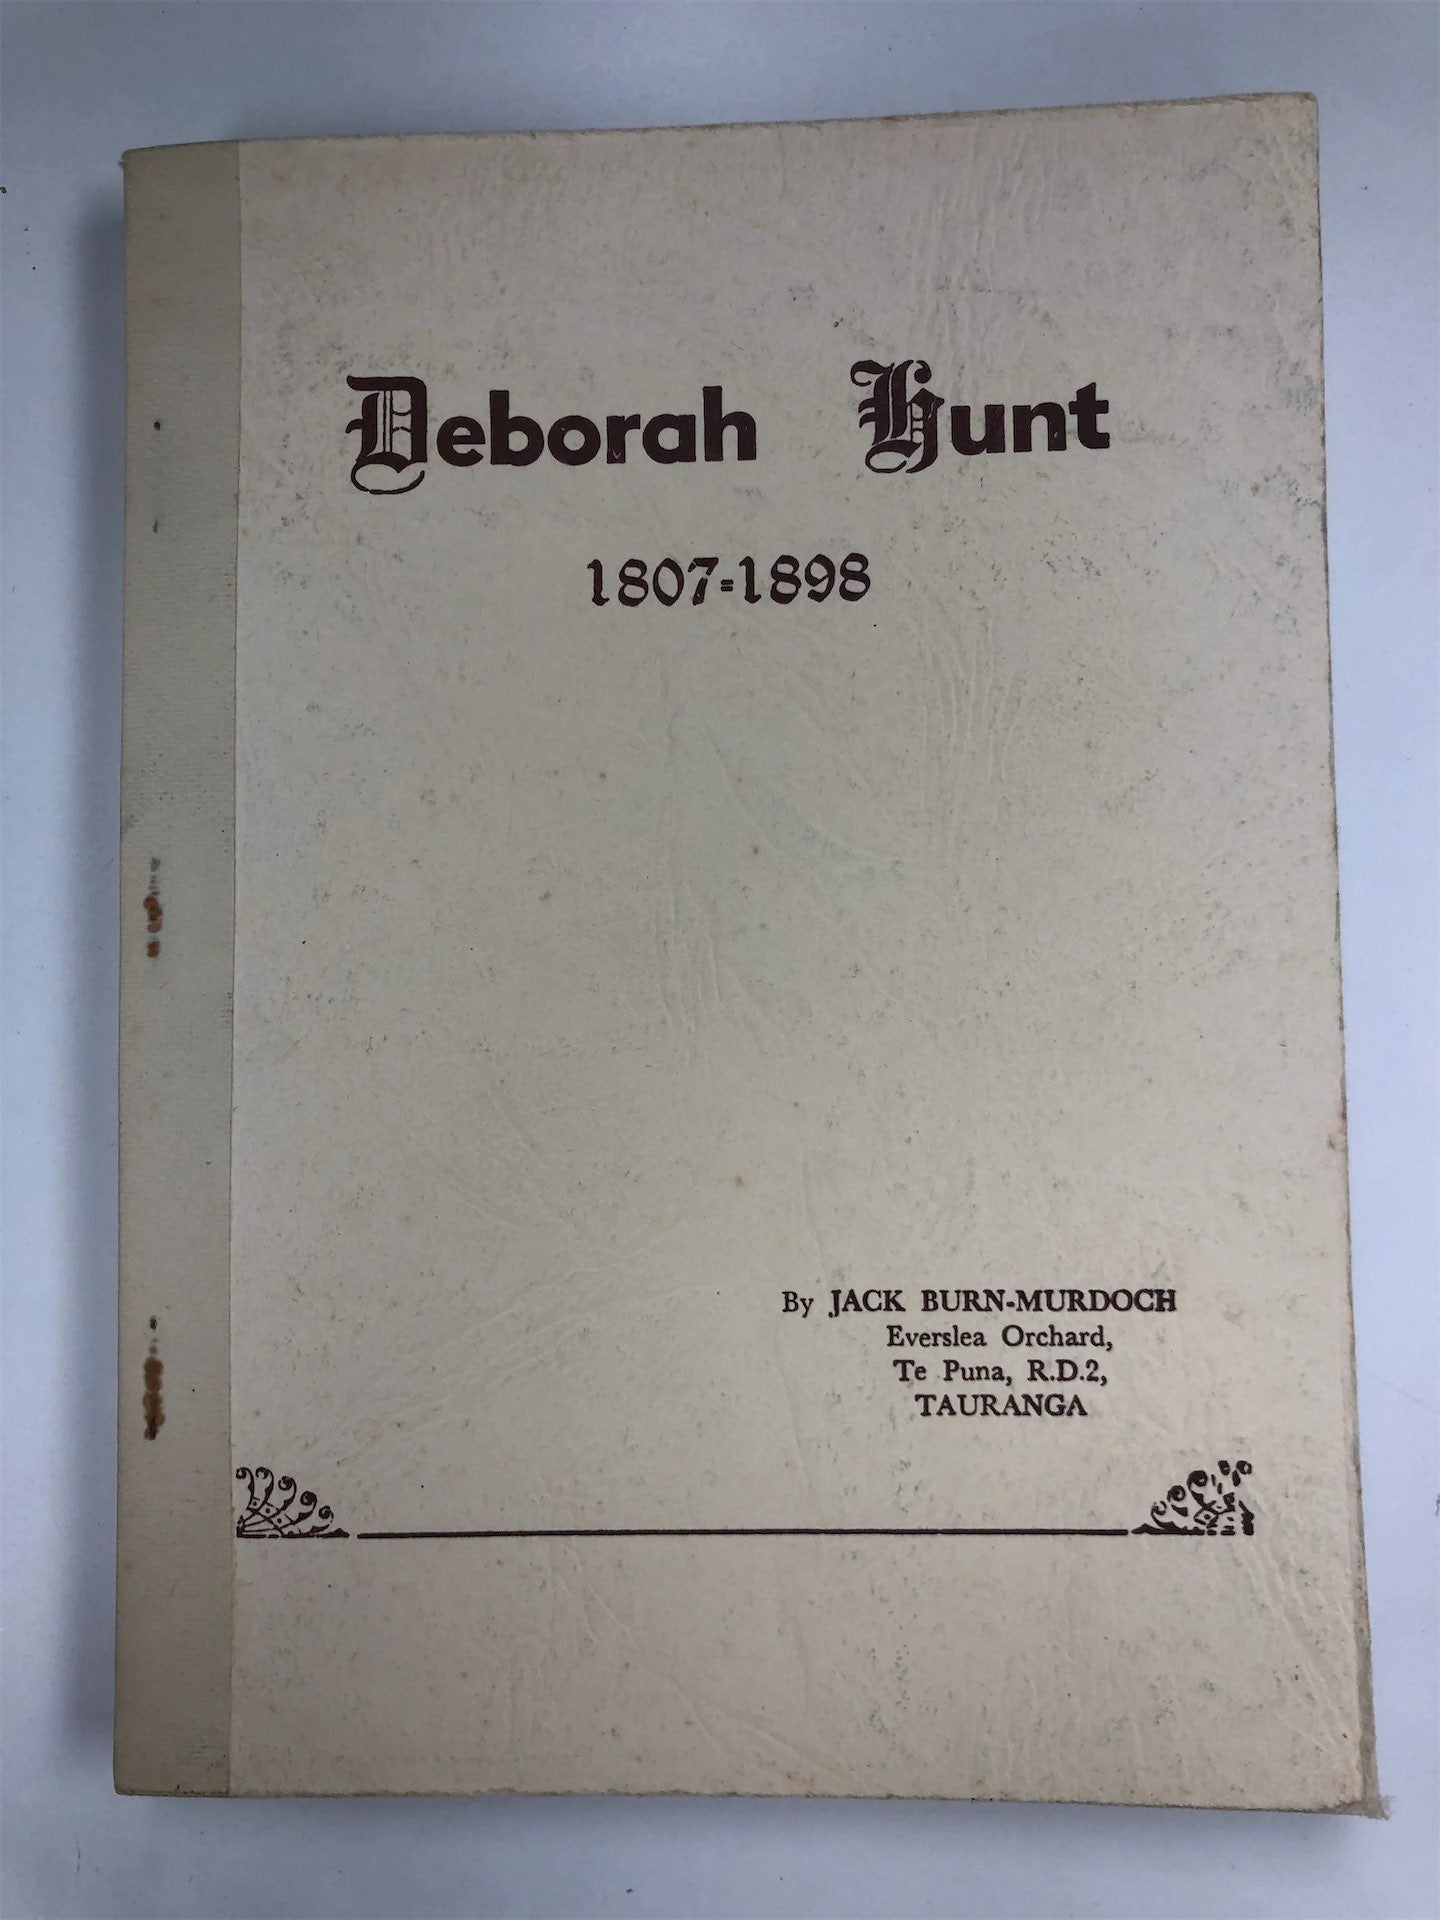 Deborah Hunt
1807-1898
By JACK BURN-MURDOCH
Everslea Orchard,
Te Puna, R.D.2,
TAURANGA